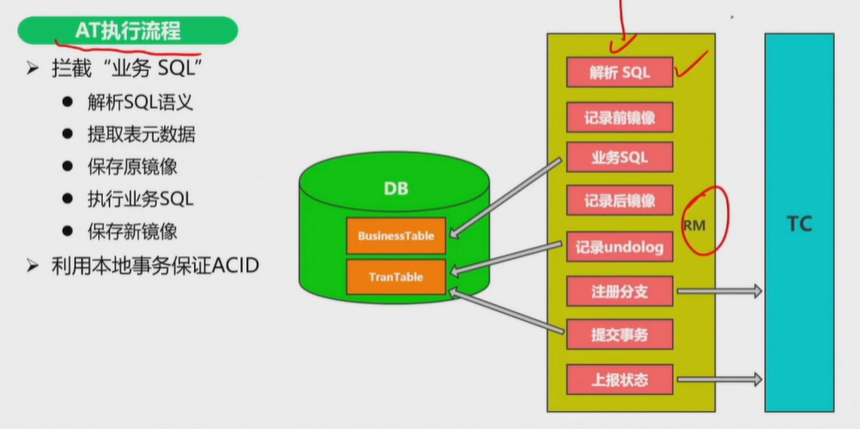 AT执行流程
拦截“业务 SQL”
解析SQL语义
提取表元数据
保存原镜像
执行业务SQL
保存新镜像
利用本地事务保证ACID
DB
BusinessTable
TranTable
解析 SQL
记录前镜像
业务SQL
记录后镜像
记录undolog
注册分支
提交事务
上报状态
RM
TC